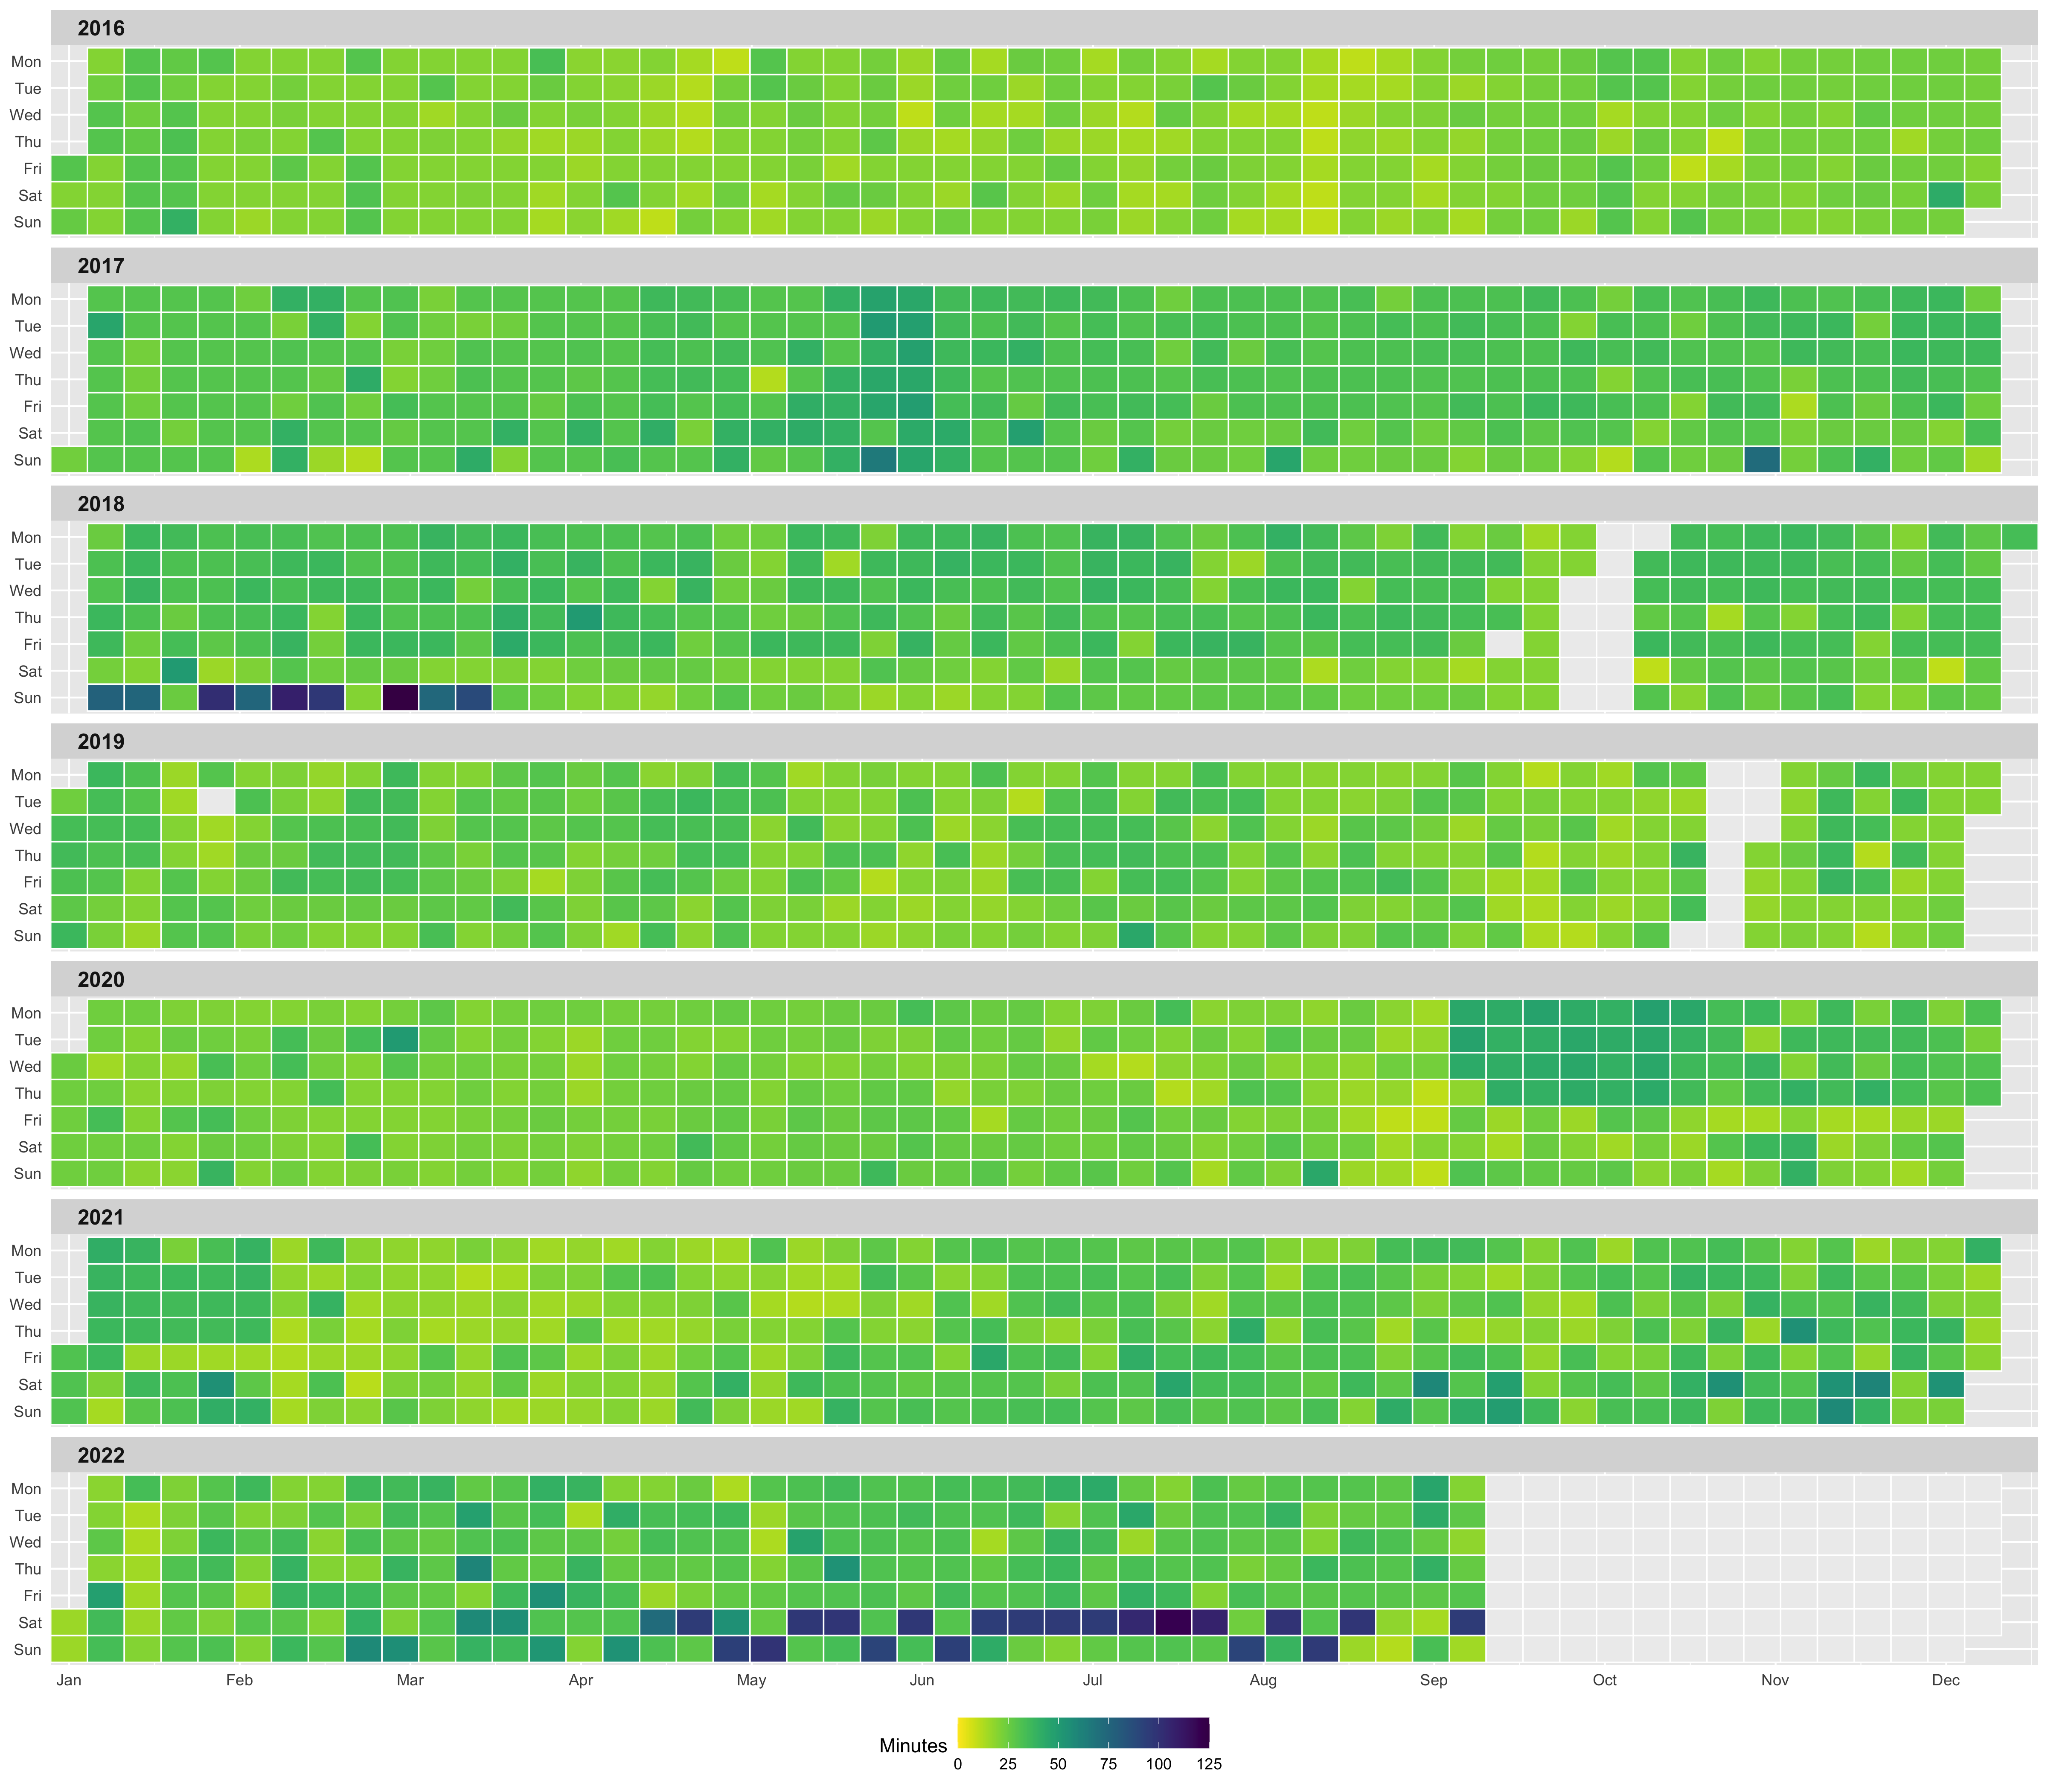 2016
Mon
Tue
Wed
Thu
Fri
Sat
Sun
2017
Mon
Tue
Wed
Thu
Fri
Sat
Sun
2018
Mon
Tue
Wed
Thu
Fri
Sat
Sun
2019
Mon
Tue
Wed
Thu
Fri
Sat
Sun
2020
Mon
Tue
Wed
Thu
Fri
Sat
Sun
2021
Mon
Tue
Wed
Thu
Fri
Sat
Sun
2022
Mon
Tue
Wed
Thu
Fri
Sat
Sun
Jan Feb Mar Apr May Jun Jul Aug Sep Oct Nov Dec
Minutes
0 25 50 75 100 125